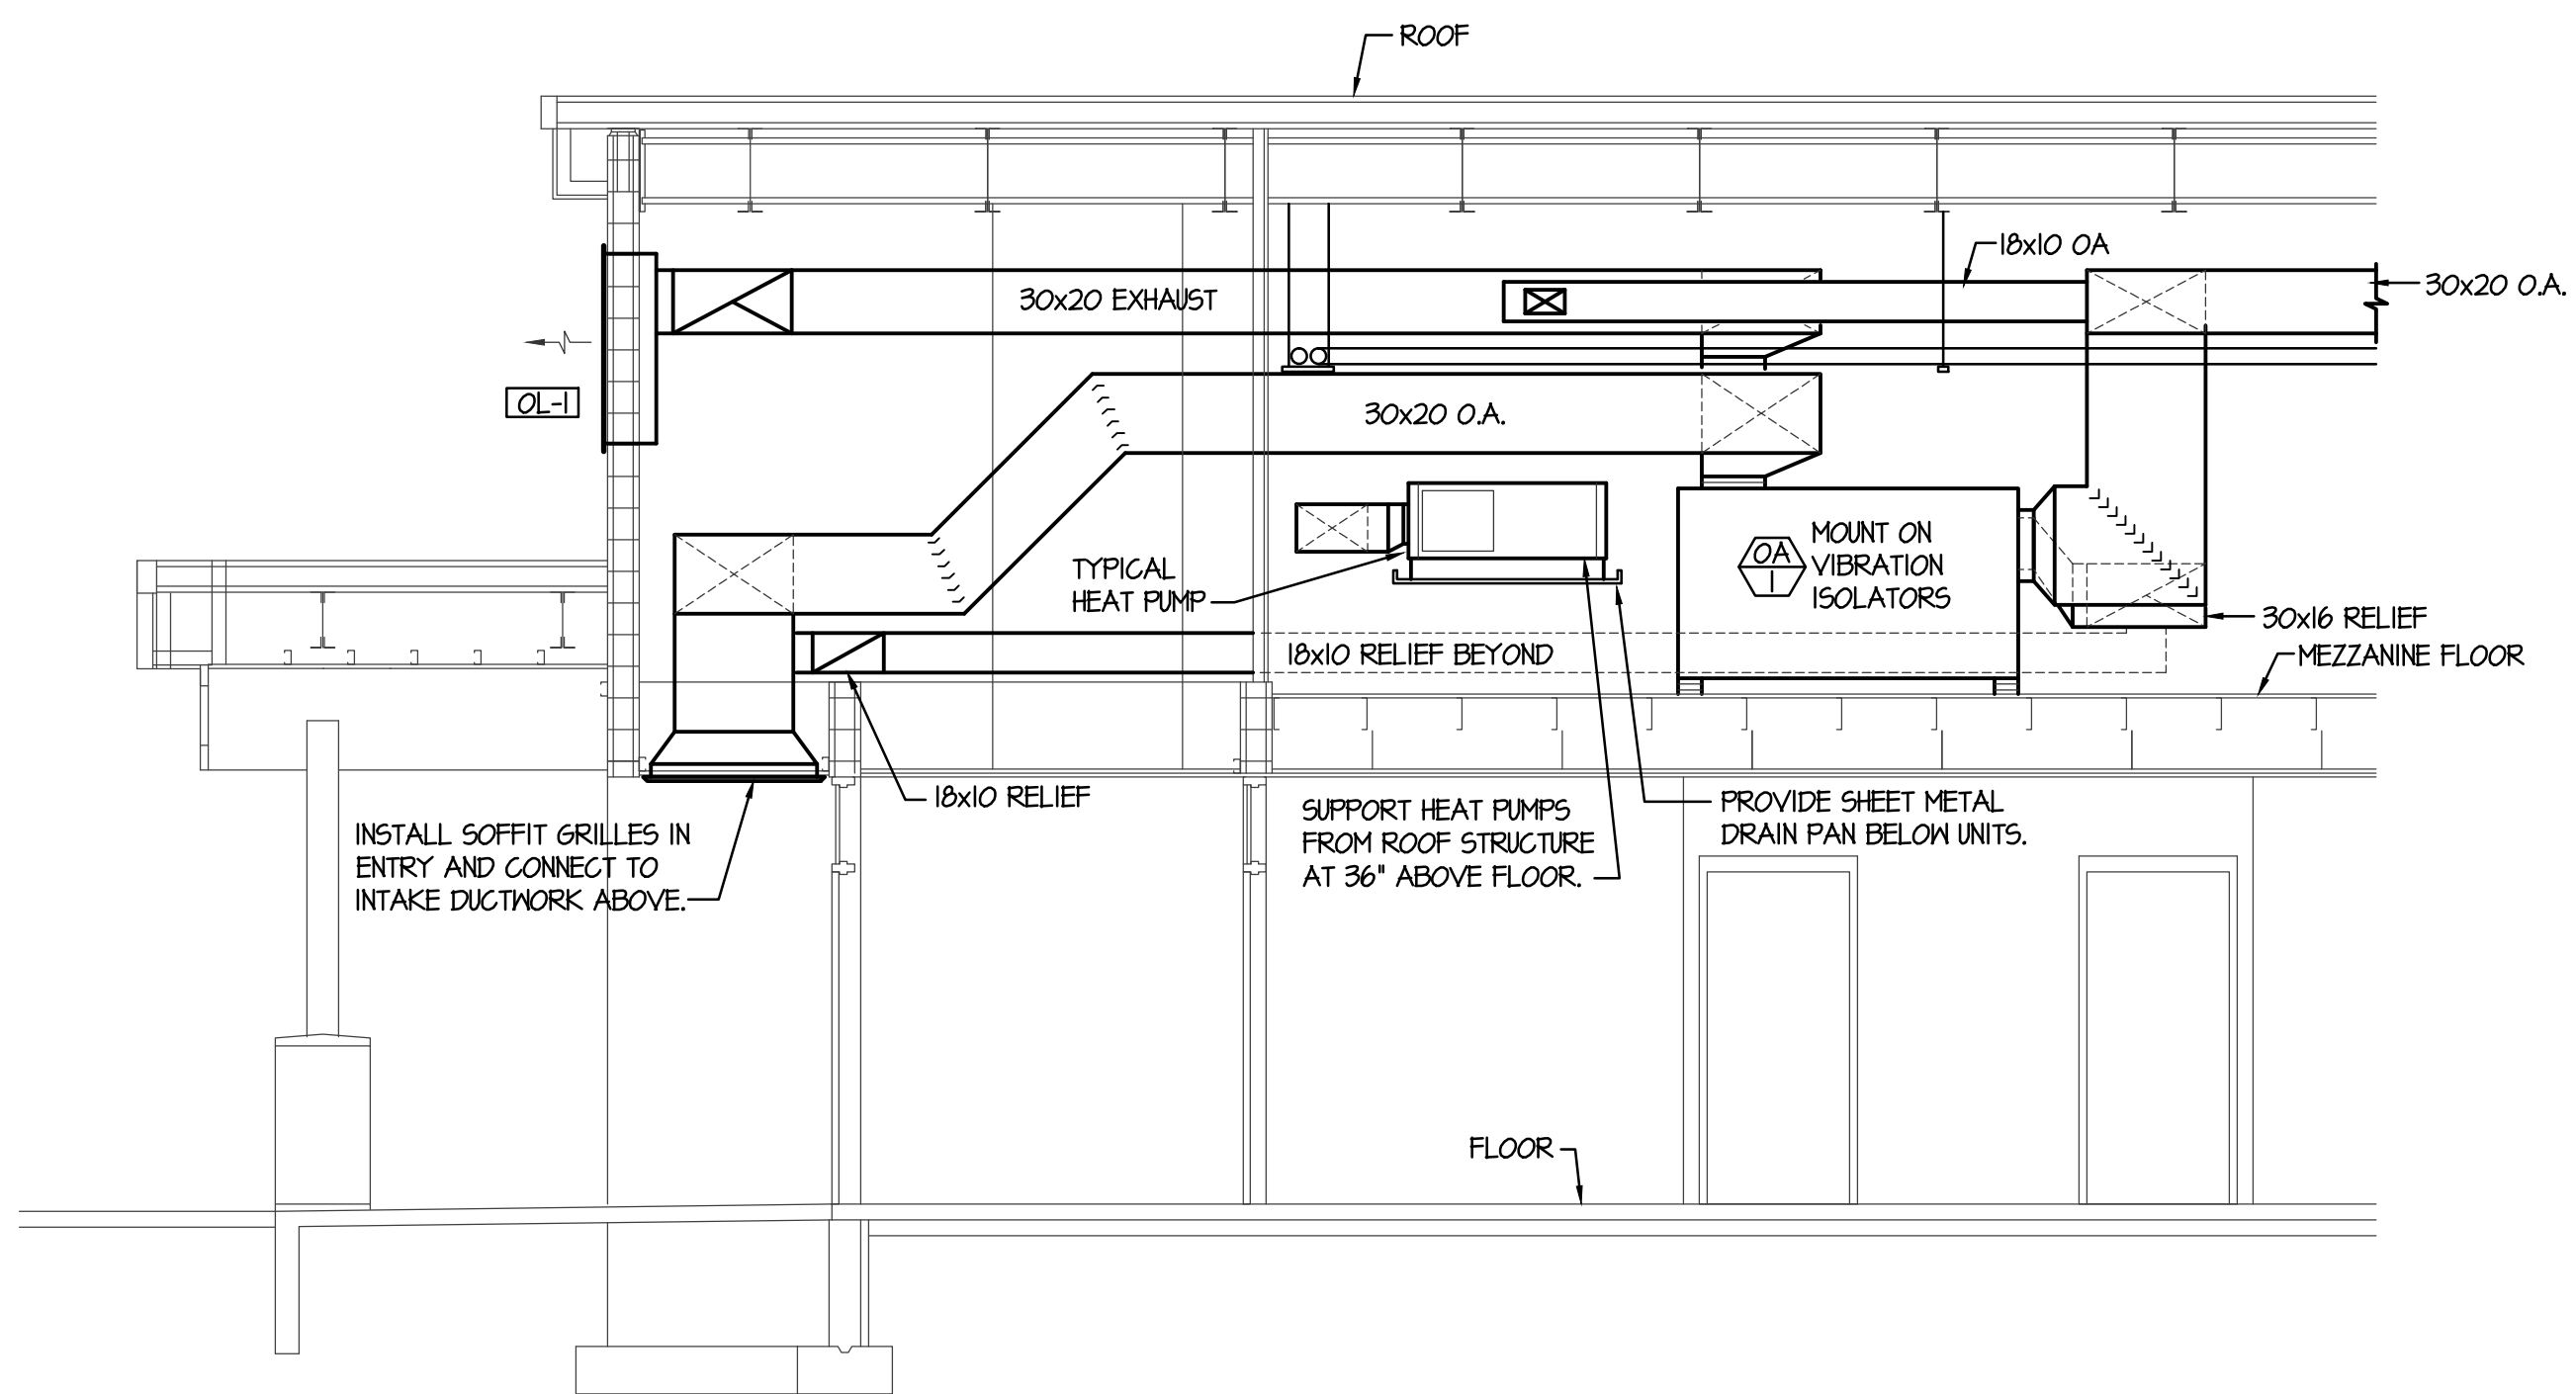 ROOF
18x10 OA
30x20 EXHAUST
30x20 O.A.
OL-1
30x20 O.A.
TYPICAL
HEAT PUMP
OA
1
MOUNT ON
VIBRATION
ISOLATORS
30x16 RELIEF
18x10 RELIEF BEYOND
MEZZANINE FLOOR
18x10 RELIEF
INSTALL SOFFIT GRILLES IN
ENTRY AND CONNECT TO
INTAKE DUCTWORK ABOVE.
SUPPORT HEAT PUMPS
FROM ROOF STRUCTURE
AT 36" ABOVE FLOOR.
PROVIDE SHEET METAL
DRAIN PAN BELOW UNITS.
FLOOR